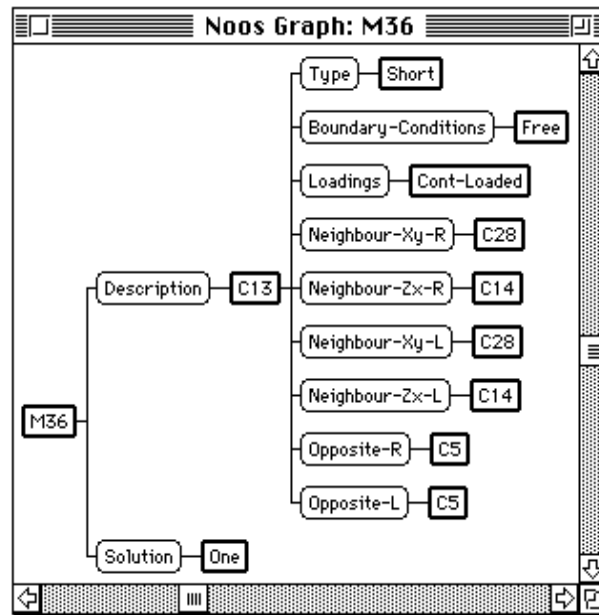 Noos Graph: M36
Type Short
Boundary-Conditions Free
Loadings Cont-Loaded
Neighbour-Xy-R C28
Description C13 Neighbour-Zx-R C14
Neighbour-Xy-L C28
Neighbour-Zx-L C14
M36
Opposite-R C5
Opposite-L C5
Solution One